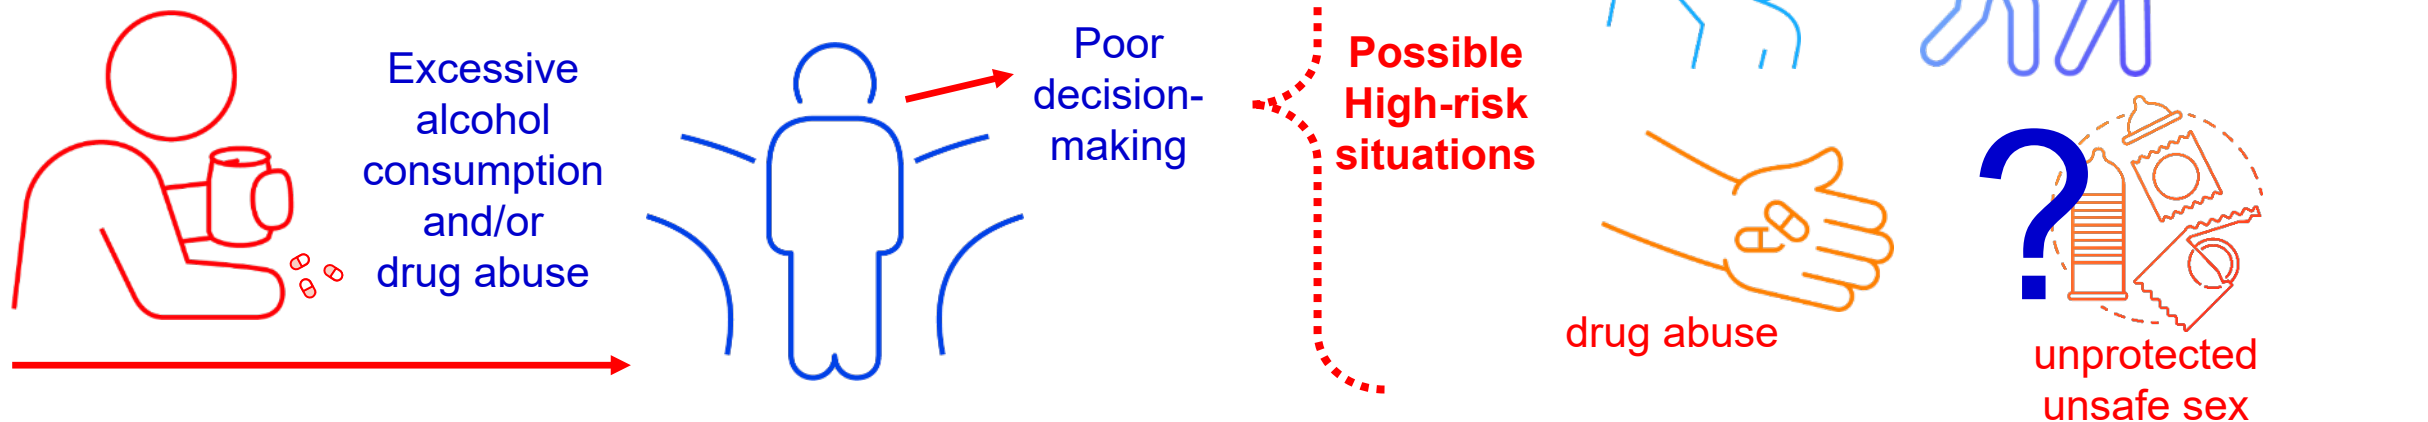 Excessive
alcohol
consumption
and/or
drug abuse
Poor
decision-
making
Possible
High-risk
situations
?
drug abuse
unprotected
unsafe sex